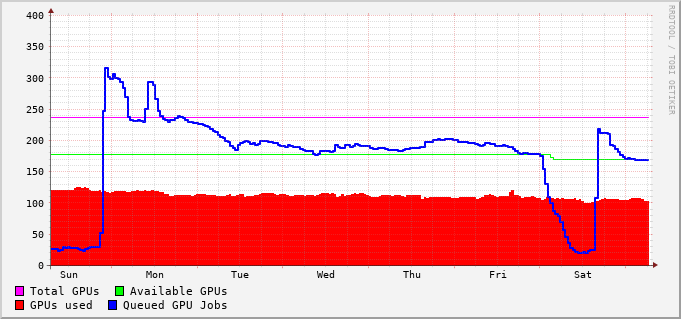 400
350
300
250
200
150
100
50
0
Sun Mon Tue Wed Thu Fri Sat
Total GPUs Available GPUs
GPUs used Queued GPU Jobs
RRDTOOL / TOBI OETIKER